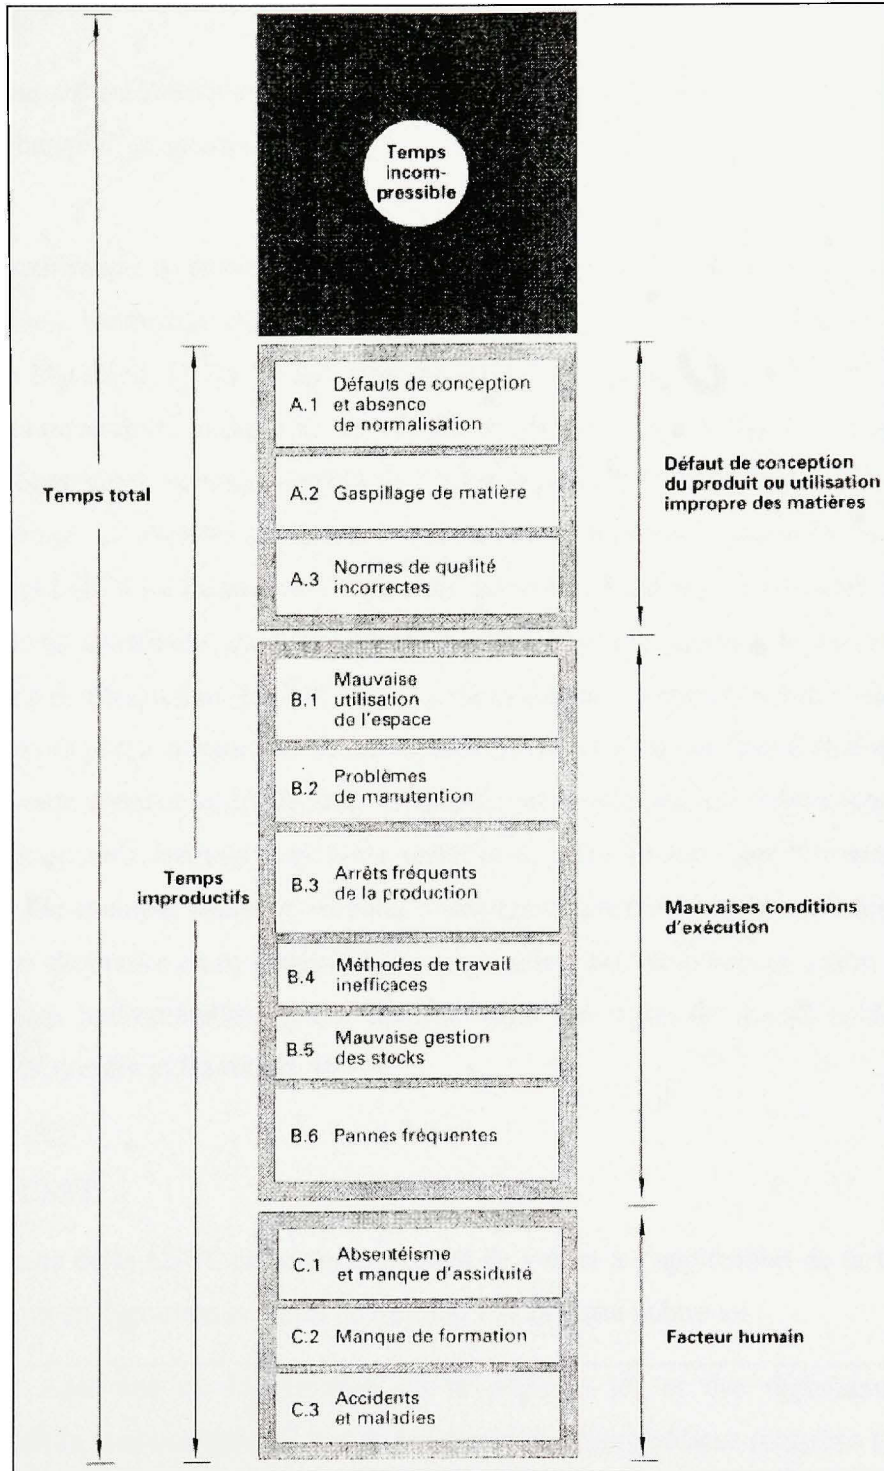 Temps
incom-
pressible
Temps total
Temps
improductifs
A.1 Défauts de conception
et absence
de normalisation
A.2 Gaspillage de matière
A.3 Normes de qualité
incorrectes
Défaut de conception
du produit ou utilisation
impropre des matières
B.1 Mauvaise
utilisation
de l'espace
B.2 Problèmes
de manutention
B.3 Arrêts fréquents
de la production
B.4 Méthodes de travail
inefficaces
B.5 Mauvaise gestion
des stocks
B.6 Pannes fréquentes
Mauvaises conditions
d'exécution
C.1 Absentéisme
et manque d'assiduité
C.2 Manque de formation
C.3 Accidents
et maladies
Facteur humain